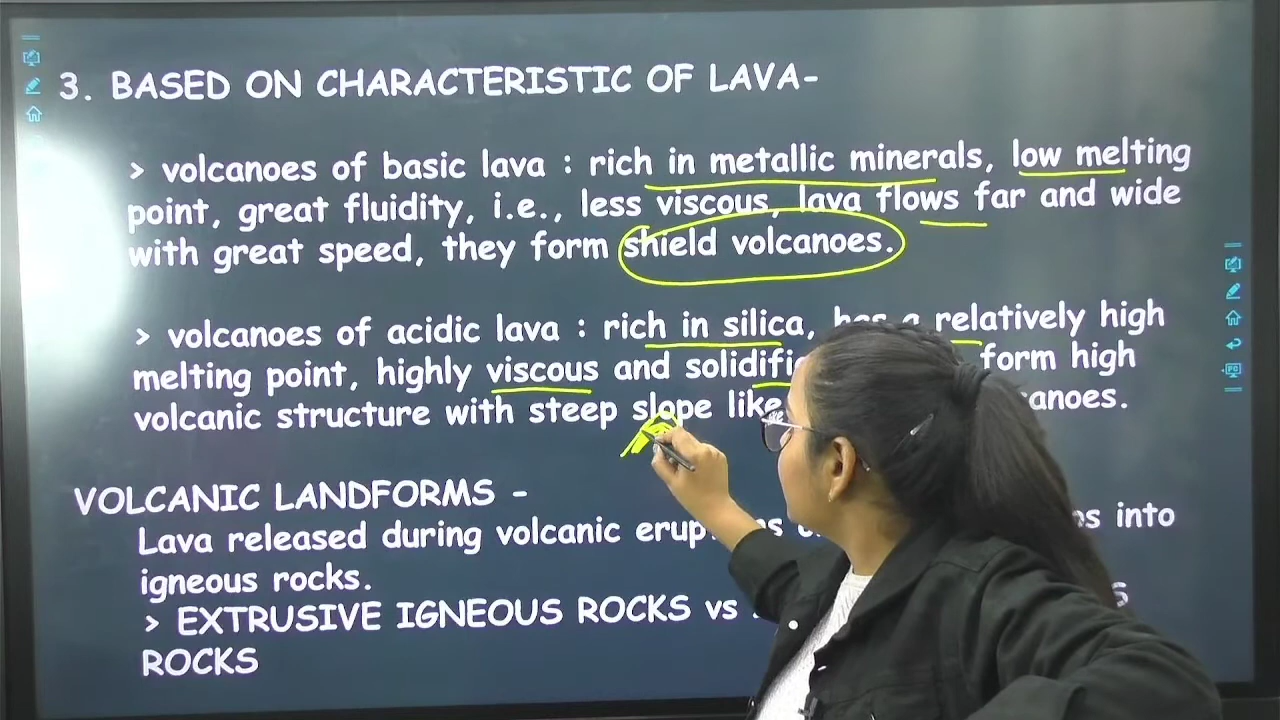 3. BASED ON CHARACTERISTIC OF LAVA-
> volcanoes of basic lava : rich in metallic minerals, low melting
point, great fluidity, i.e., less viscous, lava flows far and wide
with great speed, they form shield volcanoes.
> volcanoes of acidic lava : rich in silica, has a relatively high
melting point, highly viscous and form high
volcanic structure with steep slope like
VOLCANIC LANDFORMS -
Lava released during volcanic into
igneous rocks.
> EXTRUSIVE IGNEOUS ROCKS vs
ROCKS